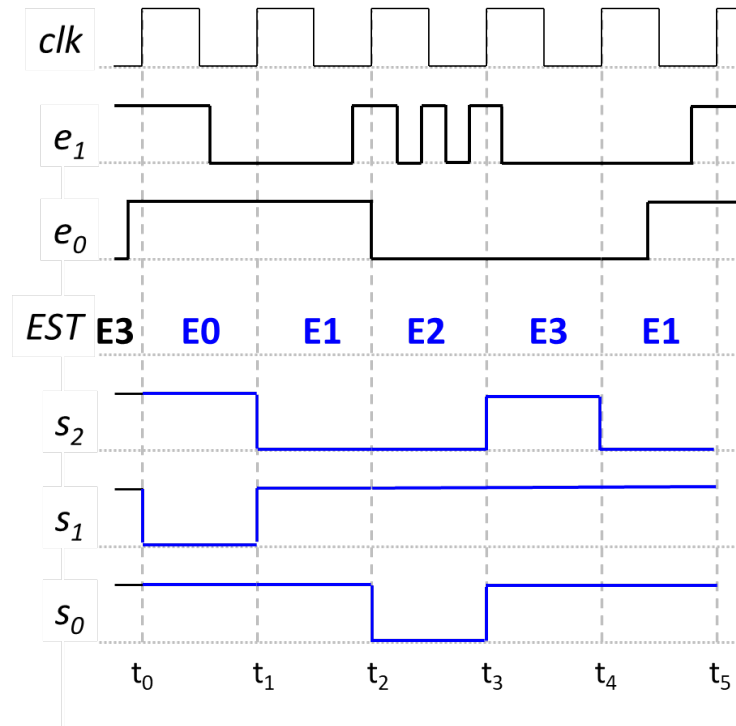 clk
e₁
e₀
EST E3 E0 E1 E2 E3 E1
s₂
s₁
s₀
t₀ t₁ t₂ t₃ t₄ t₅